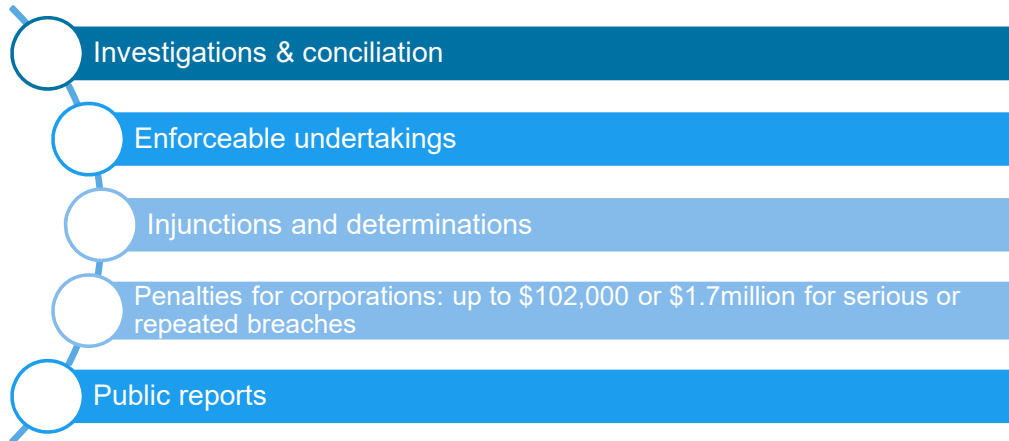 Investigations & conciliation
Enforceable undertakings
Injunctions and determinations
Penalties for corporations: up to $102,000 or $1.7million for serious or
repeated breaches
Public reports